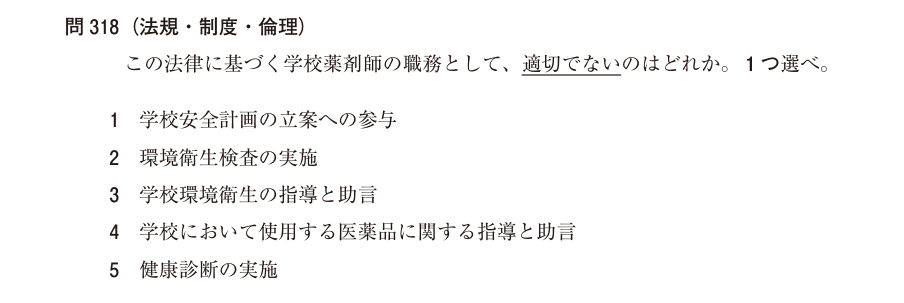 問 318（法規・制度・倫理）
この法律に基づく学校薬剤師の職務として、適切でないのはどれか。1つ選べ。
1 学校安全計画の立案への参与
2 環境衛生検査の実施
3 学校環境衛生の指導と助言
4 学校において使用する医薬品に関する指導と助言
5 健康診断の実施